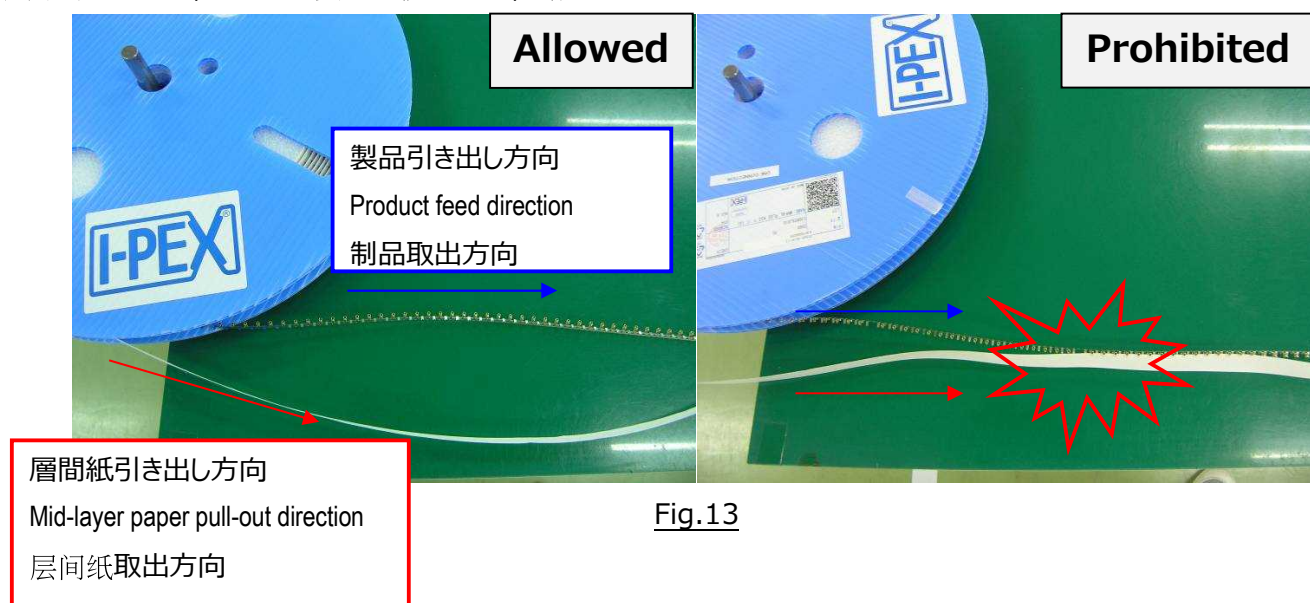 Allowed
Prohibited
I-PEX
製品引き出し方向
Product feed direction
制品取出方向
I-PEX®
層間紙引き出し方向
Mid-layer paper pull-out direction
层间纸取出方向
Fig.13